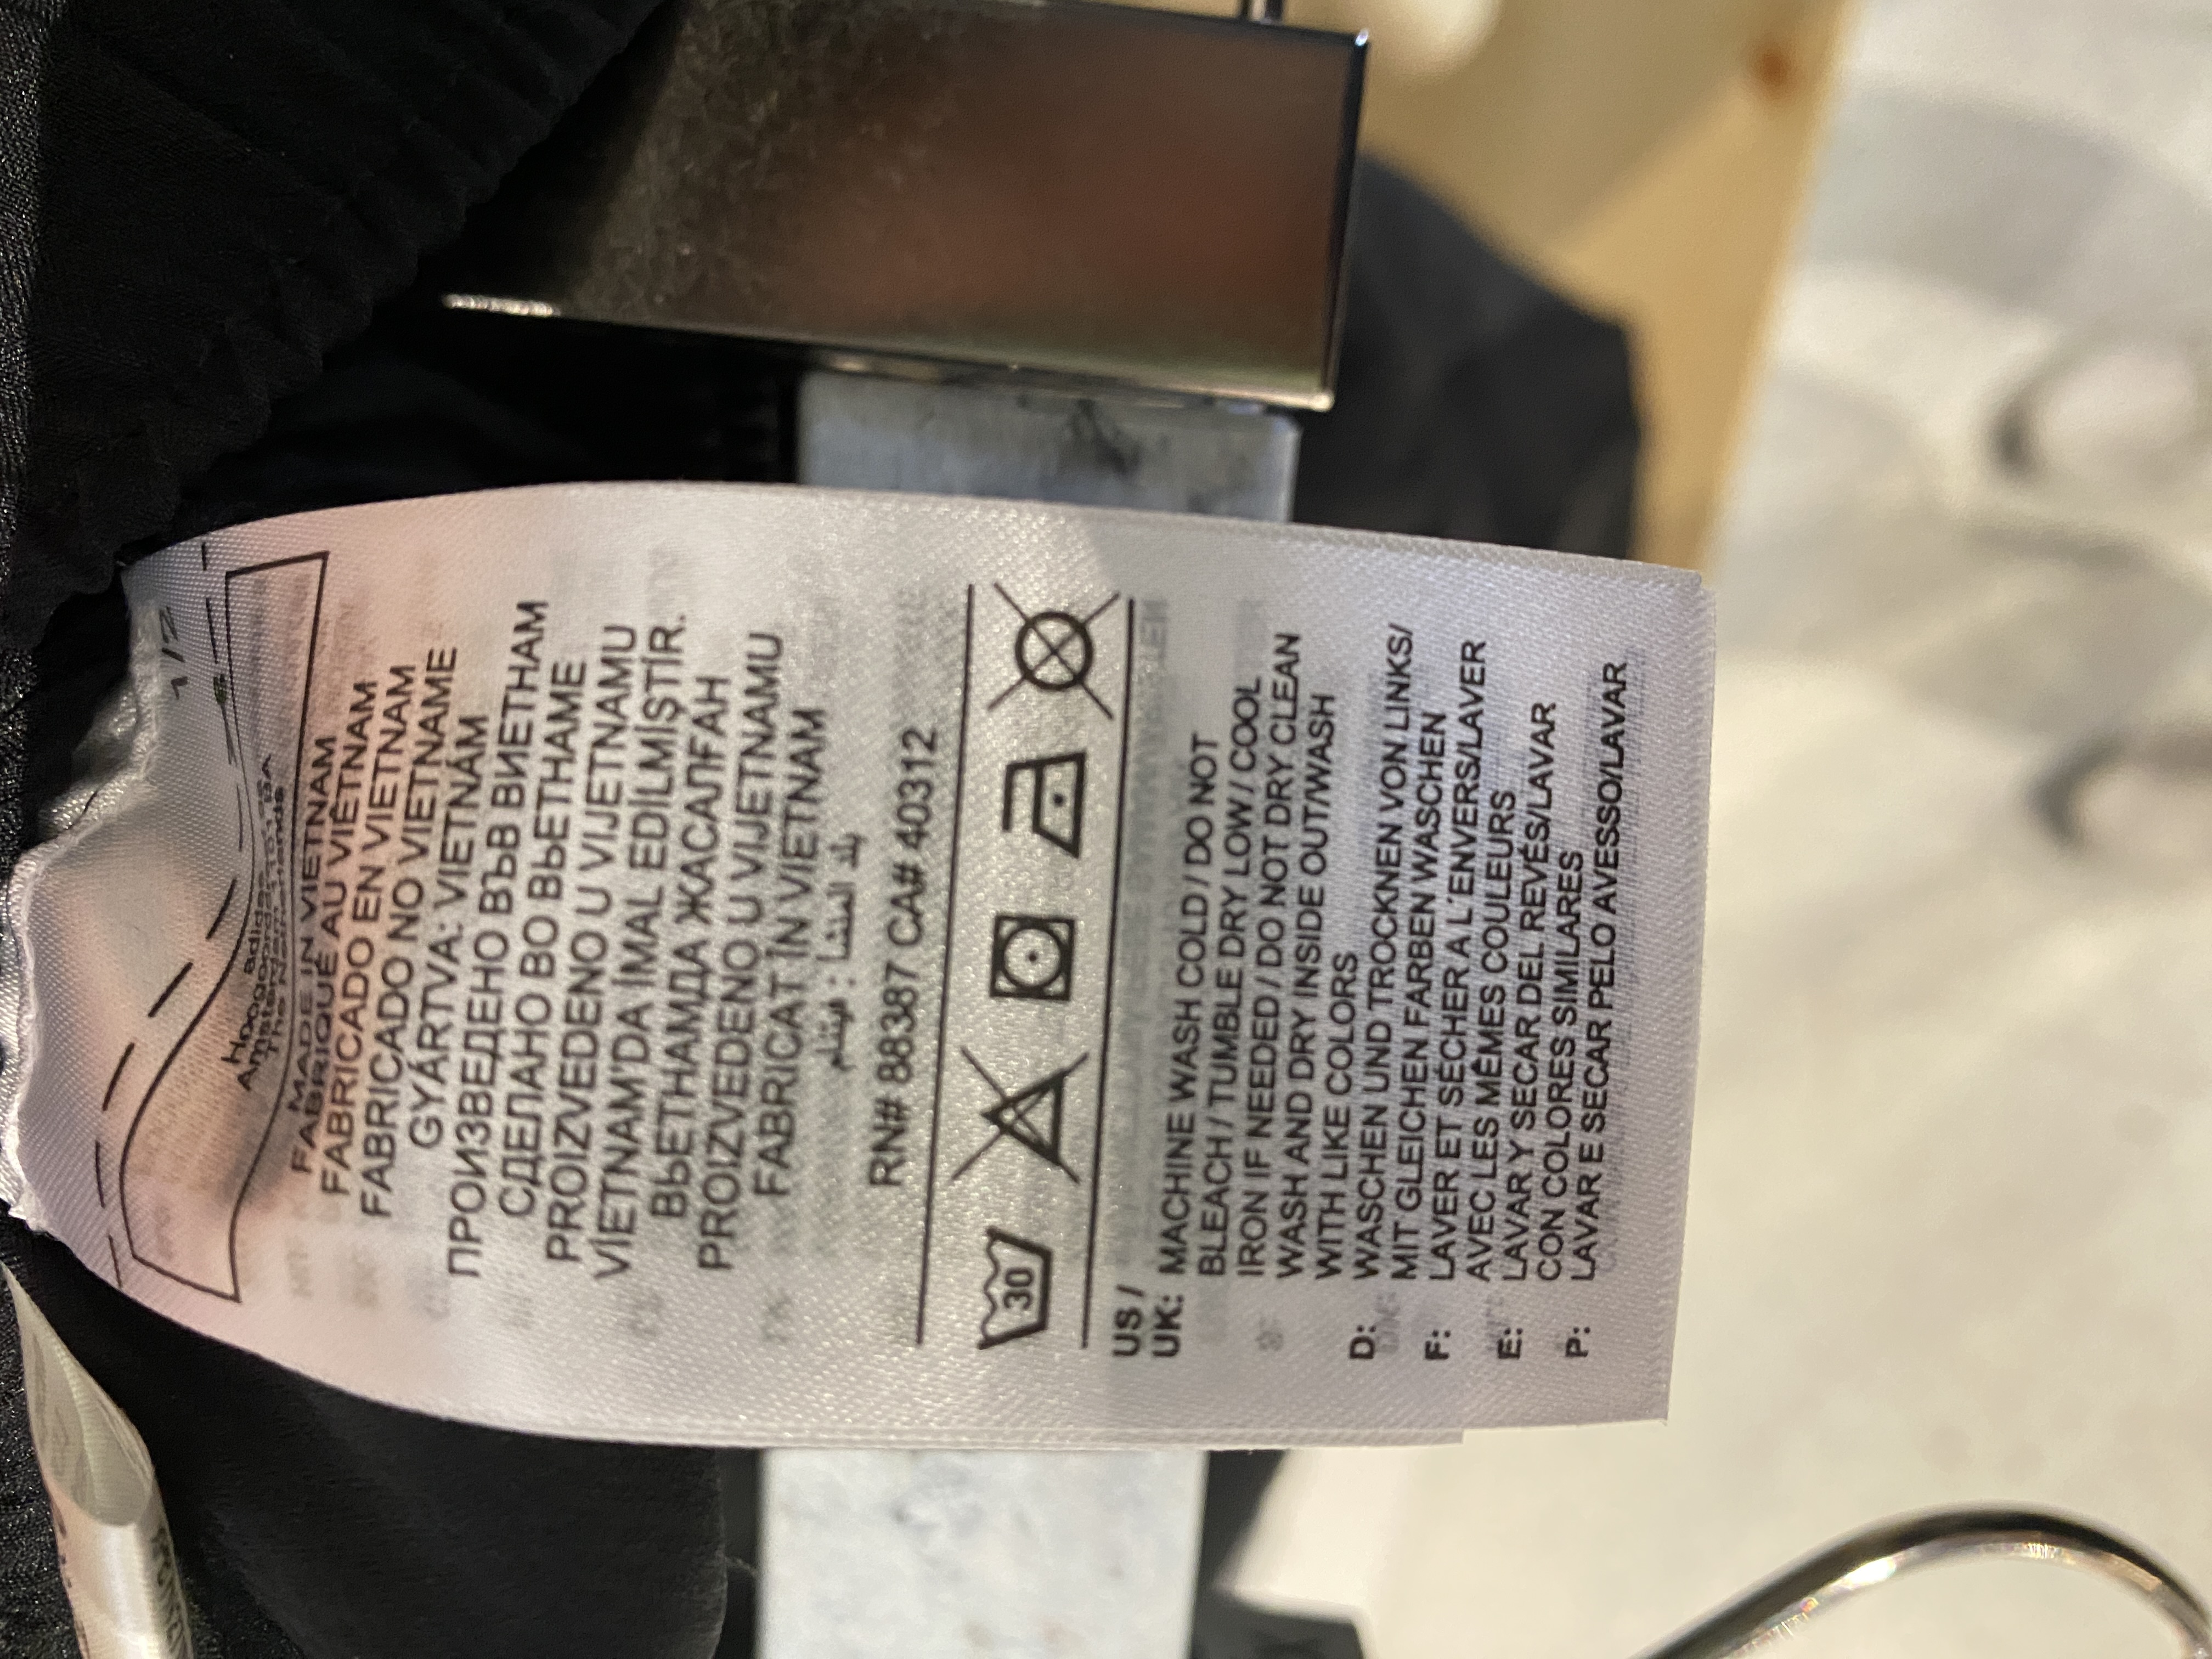 1/2
adidas
Hoogoorddreef 9a
Amsterdam 1101 BA
The Netherlands
MADE IN VIETNAM
FABRIQUÉ AU VIÊTNAM
FABRICADO EN VIETNAM
FABRICADO NO VIETNAME
GYÁRTVA: VIETNÁM
ПРОИЗВЕДЕНО ВЪВ ВИЕТНАМ
СДЕЛАНО ВО ВЬЕТНАМЕ
PROIZVEDENO U VIJETNAMU
VİETNAM'DA İMAL EDİLMİŞTİR.
ВЬЕТНАМДА ЖАСАЛҒАН
PROIZVEDENO U VIJETNAMU
FABRICAT ÎN VIETNAM
بلد المنشأ : فيتنام
RN# 88387 CA# 40312
30
US /
UK: MACHINE WASH COLD / DO NOT
BLEACH / TUMBLE DRY LOW / COOL
IRON IF NEEDED / DO NOT DRY CLEAN
WASH AND DRY INSIDE OUT/WASH
WITH LIKE COLORS
D: WASCHEN UND TROCKNEN VON LINKS/
MIT GLEICHEN FARBEN WASCHEN
F: LAVER ET SÉCHER A L´ENVERS/LAVER
AVEC LES MÊMES COULEURS
E: LAVAR Y SECAR DEL REVÉS/LAVAR
CON COLORES SIMILARES
P: LAVAR E SECAR PELO AVESSO/LAVAR